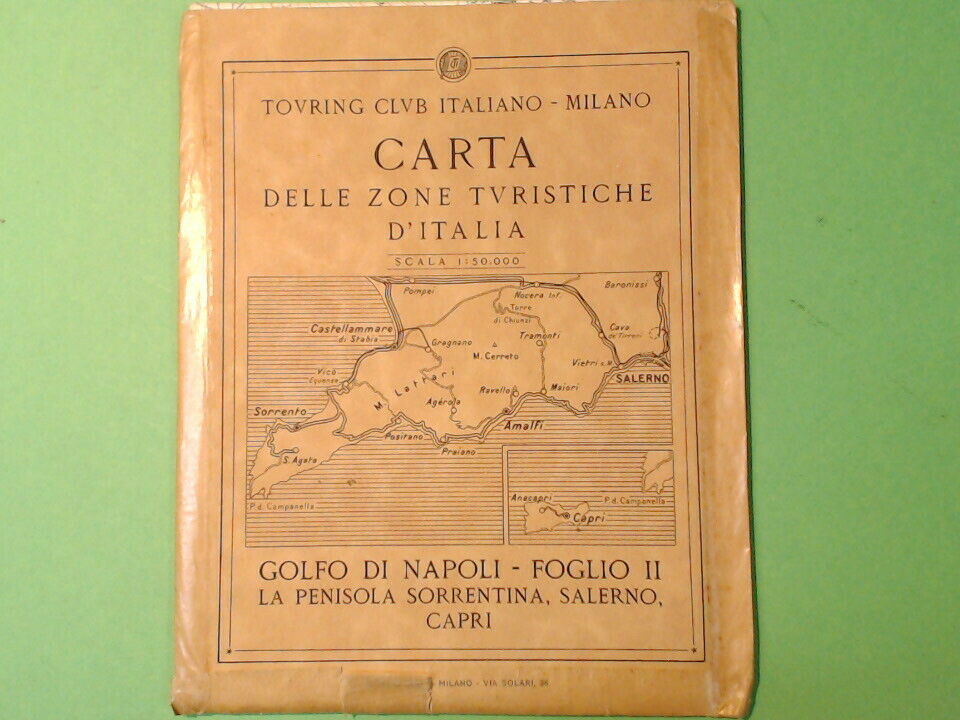 TOVRING CLVB ITALIANO - MILANO
CARTA
DELLE ZONE TVRISTICHE
D'ITALIA
SCALA 1:50.000
Pompei
Nocera Inf.
Baronissi
Torre
di Chiunzi
Castellammare
di Stabia
Cava
de' Tirreni
Tramonti
Gragnano
M. Cerreto
Vietri s. M.
SALERNO
Vico
Equense
M. Lattari
Ravello
Maiori
Agérola
Sorrento
Amalfi
Positano
Praiano
S. Agata
P.d. Campanella
Anacapri
P.d. Campanella
Capri
GOLFO DI NAPOLI - FOGLIO II
LA PENISOLA SORRENTINA, SALERNO,
CAPRI
MILANO - VIA SOLARI,